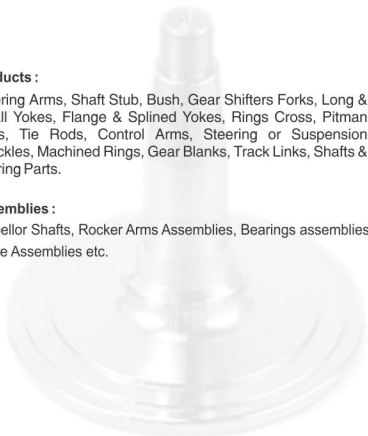 ducts :
ring Arms, Shaft Stub, Bush, Gear Shifters Forks, Long &
ll Yokes, Flange & Splined Yokes, Rings Cross, Pitman
s, Tie Rods, Control Arms, Steering or Suspension
ckles, Machined Rings, Gear Blanks, Track Links, Shafts &
ring Parts.
emblies :
ellor Shafts, Rocker Arms Assemblies, Bearings assemblies
e Assemblies etc.